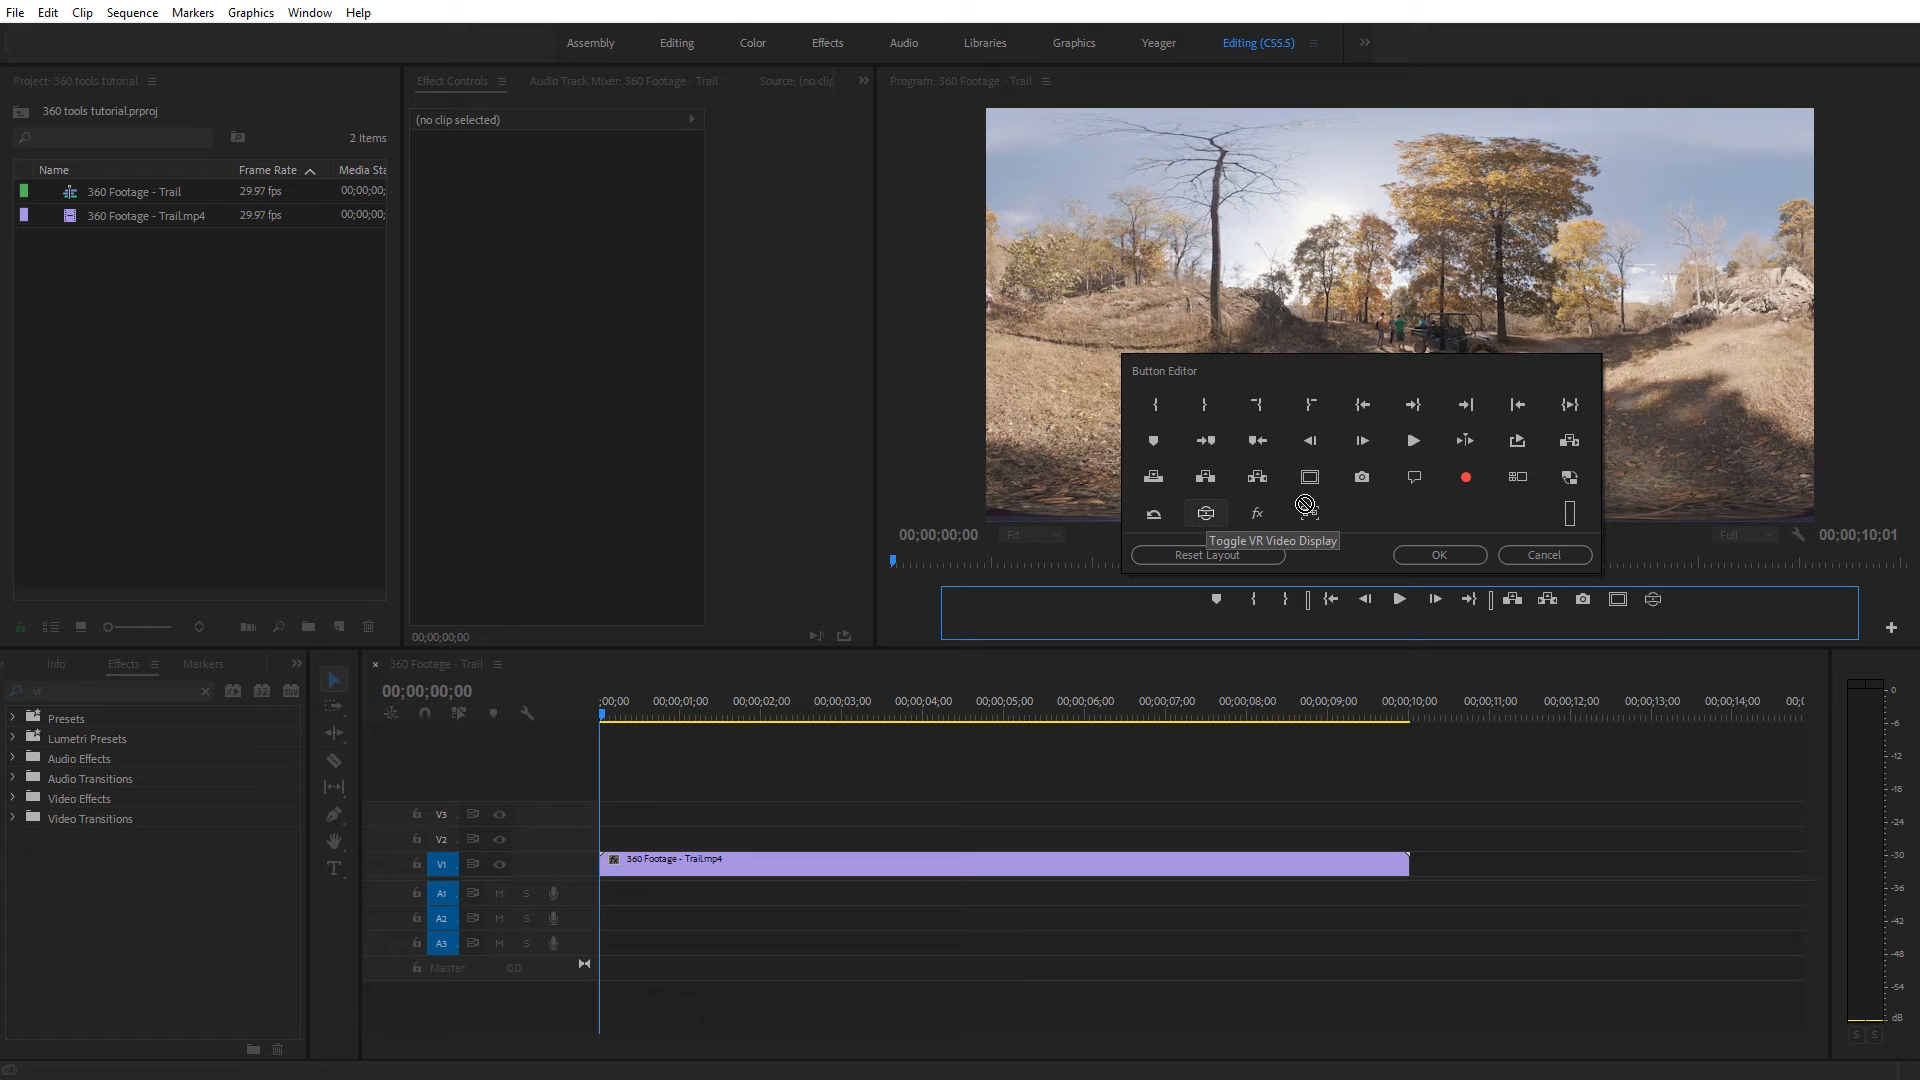 File Edit Clip Sequence Markers Graphics Window Help
Assembly Editing Color Effects Audio Libraries Graphics Yeager Editing (CS5.5)
Project: 360 tools tutorial
Effect Controls Audio Track Mixer: 360 Footage - Trail Source: (no clip
Program: 360 Footage - Trail
360 tools tutorial.prproj
(no clip selected)
2 Items
Name Frame Rate Media Sta
360 Footage - Trail 29.97 fps 00;00;00;
360 Footage - Trail.mp4 29.97 fps 00;00;00;
Button Editor
fx
Toggle VR Video Display
Reset Layout OK Cancel
00;00;00;00 Fit Full 00;00;10;01
00;00;00;00
Info Effects Markers
vr
Presets
Lumetri Presets
Audio Effects
Audio Transitions
Video Effects
Video Transitions
T
× 360 Footage - Trail
00;00;00;00
;00;00 00;00;01;00 00;00;02;00 00;00;03;00 00;00;04;00 00;00;05;00 00;00;06;00 00;00;07;00 00;00;08;00 00;00;09;00 00;00;10;00 00;00;11;00 00;00;12;00 00;00;13;00 00;00;14;00 00;0
V3
V2
V1 fx 360 Footage - Trail.mp4
A1 M S
A2 M S
A3 M S
Master 0.0
0
-6
-12
-18
-24
-30
-36
-42
-48
-54
dB
S S